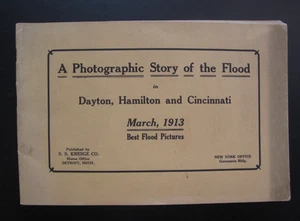 A Photographic Story of the Flood
in
Dayton, Hamilton and Cincinnati
March, 1913
Best Flood Pictures
Published by
S. S. KRESGE CO.
Home Office
DETROIT, MICH.
NEW YORK OFFICE